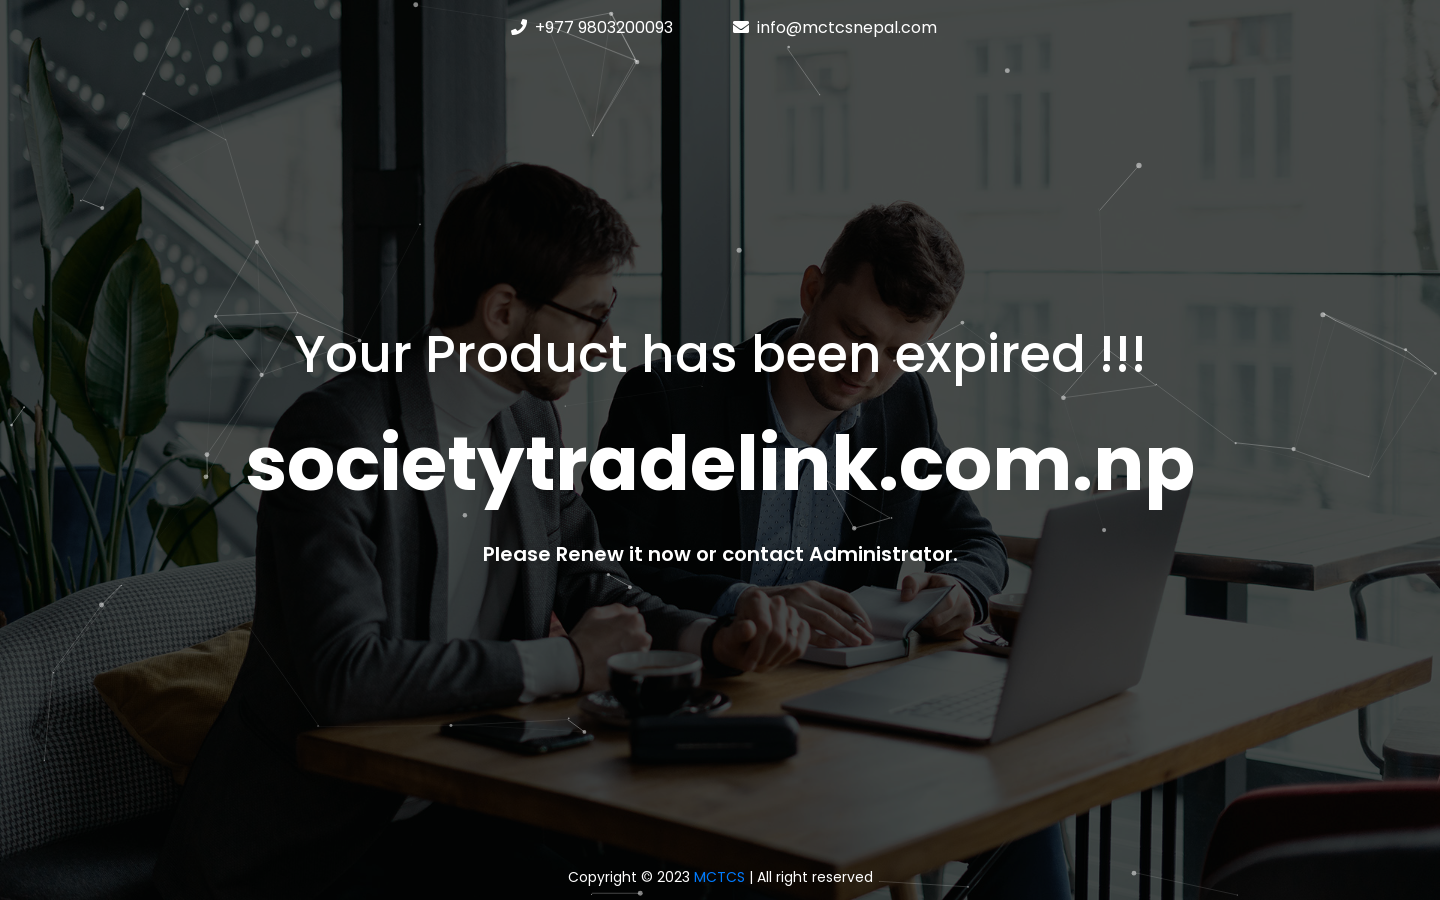 +977 9803200093 info@mctcsnepal.com
Your Product has been expired !!!
societytradelink.com.np
Please Renew it now or contact Administrator.
Copyright © 2023 MCTCS | All right reserved